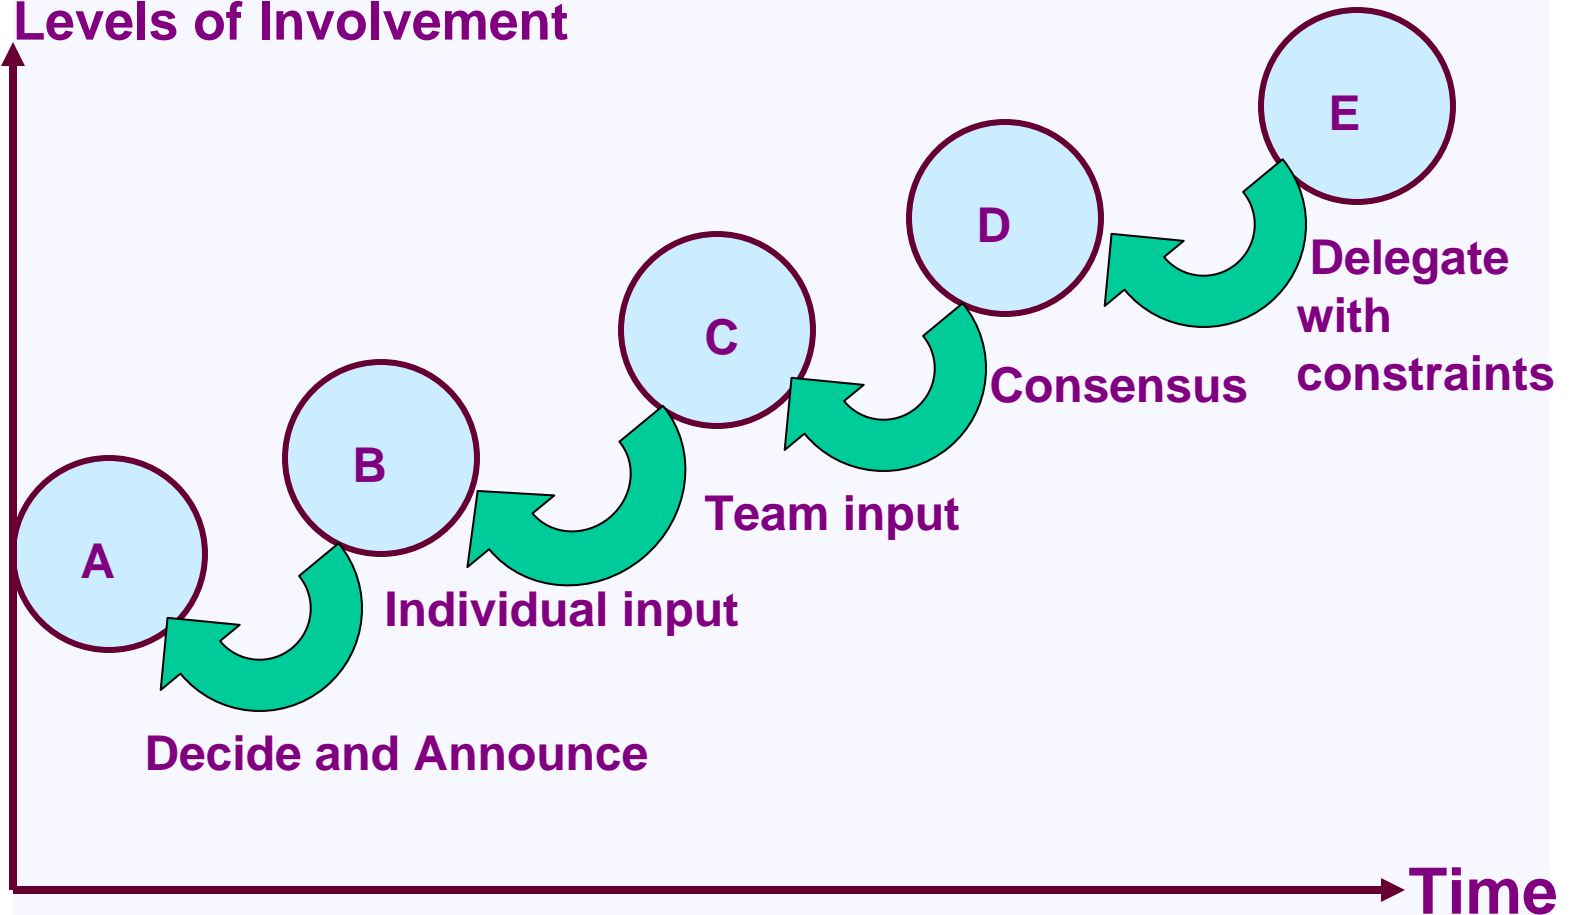 Levels of Involvement
E
D
Delegate
with
constraints
C
Consensus
B
Team input
A
Individual input
Decide and Announce
Time